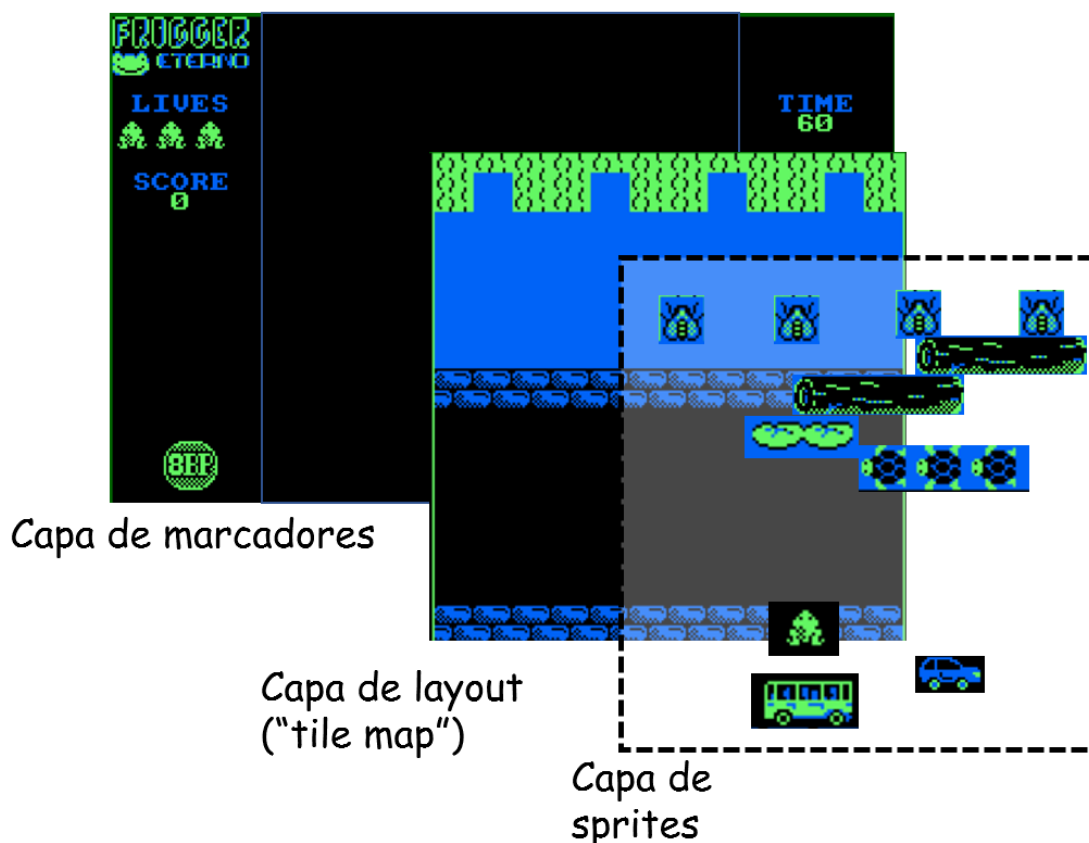 FRIGGER
ETERNO
LIVES
SCORE
0
TIME
60
8BP
Capa de marcadores
Capa de layout
(“tile map”)
Capa de
sprites